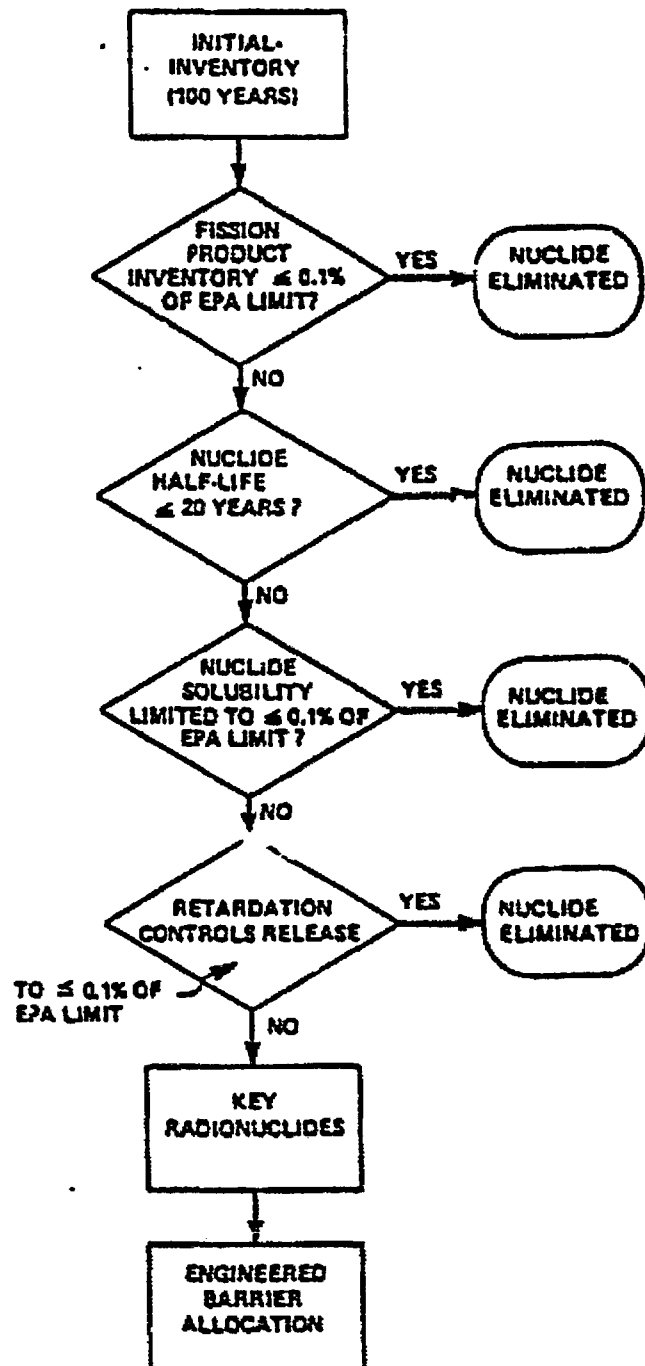 INITIAL-
INVENTORY
(100 YEARS)
FISSION
PRODUCT
INVENTORY ≤ 0.1%
OF EPA LIMIT?
YES
NUCLIDE
ELIMINATED
NO
NUCLIDE
HALF-LIFE
≤ 20 YEARS ?
YES
NUCLIDE
ELIMINATED
NO
NUCLIDE
SOLUBILITY
LIMITED TO ≤ 0.1% OF
EPA LIMIT ?
YES
NUCLIDE
ELIMINATED
NO
RETARDATION
CONTROLS RELEASE
YES
NUCLIDE
ELIMINATED
TO ≤ 0.1% OF
EPA LIMIT
NO
KEY
RADIONUCLIDES
ENGINEERED
BARRIER
ALLOCATION